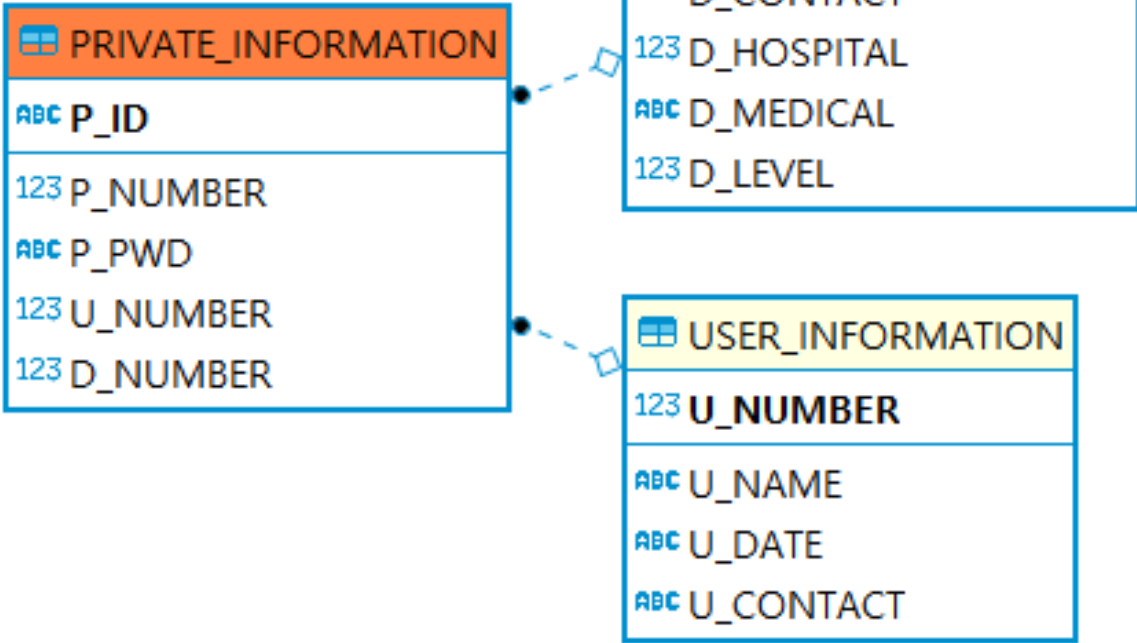 PRIVATE_INFORMATION
ABC P_ID
123 P_NUMBER
ABC P_PWD
123 U_NUMBER
123 D_NUMBER
D_CONTACT
123 D_HOSPITAL
ABC D_MEDICAL
123 D_LEVEL
USER_INFORMATION
123 U_NUMBER
ABC U_NAME
ABC U_DATE
ABC U_CONTACT